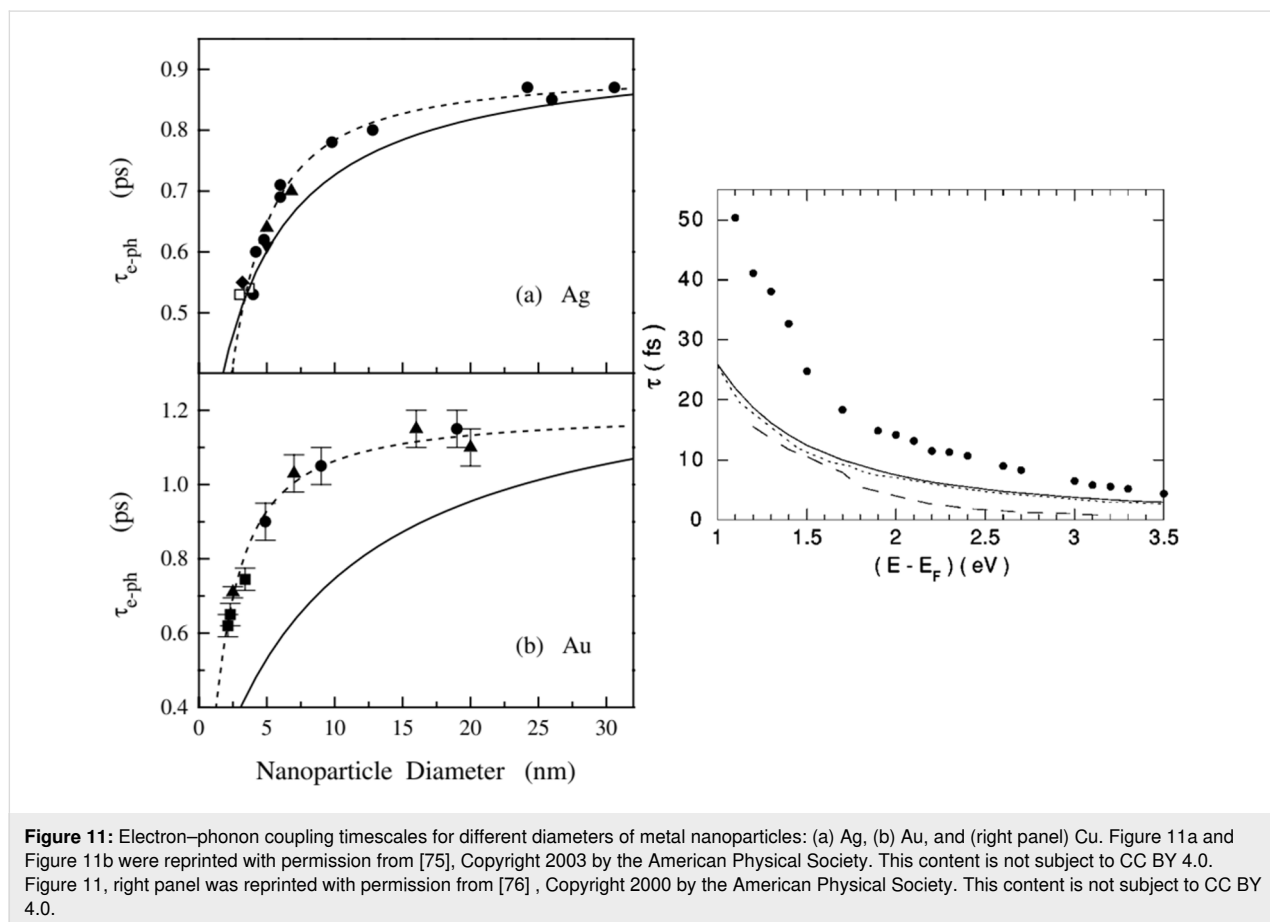 0.9
0.8
0.7
0.6
0.5
τe-ph (ps)
(a) Ag
1.2
1.0
0.8
0.6
0.4
τe-ph (ps)
(b) Au
0 5 10 15 20 25 30
Nanoparticle Diameter (nm)
50
40
30
20
10
0
τ (fs)
1 1.5 2 2.5 3 3.5
(E - EF) (eV)
Figure 11: Electron–phonon coupling timescales for different diameters of metal nanoparticles: (a) Ag, (b) Au, and (right panel) Cu. Figure 11a and
Figure 11b were reprinted with permission from [75], Copyright 2003 by the American Physical Society. This content is not subject to CC BY 4.0.
Figure 11, right panel was reprinted with permission from [76] , Copyright 2000 by the American Physical Society. This content is not subject to CC BY
4.0.